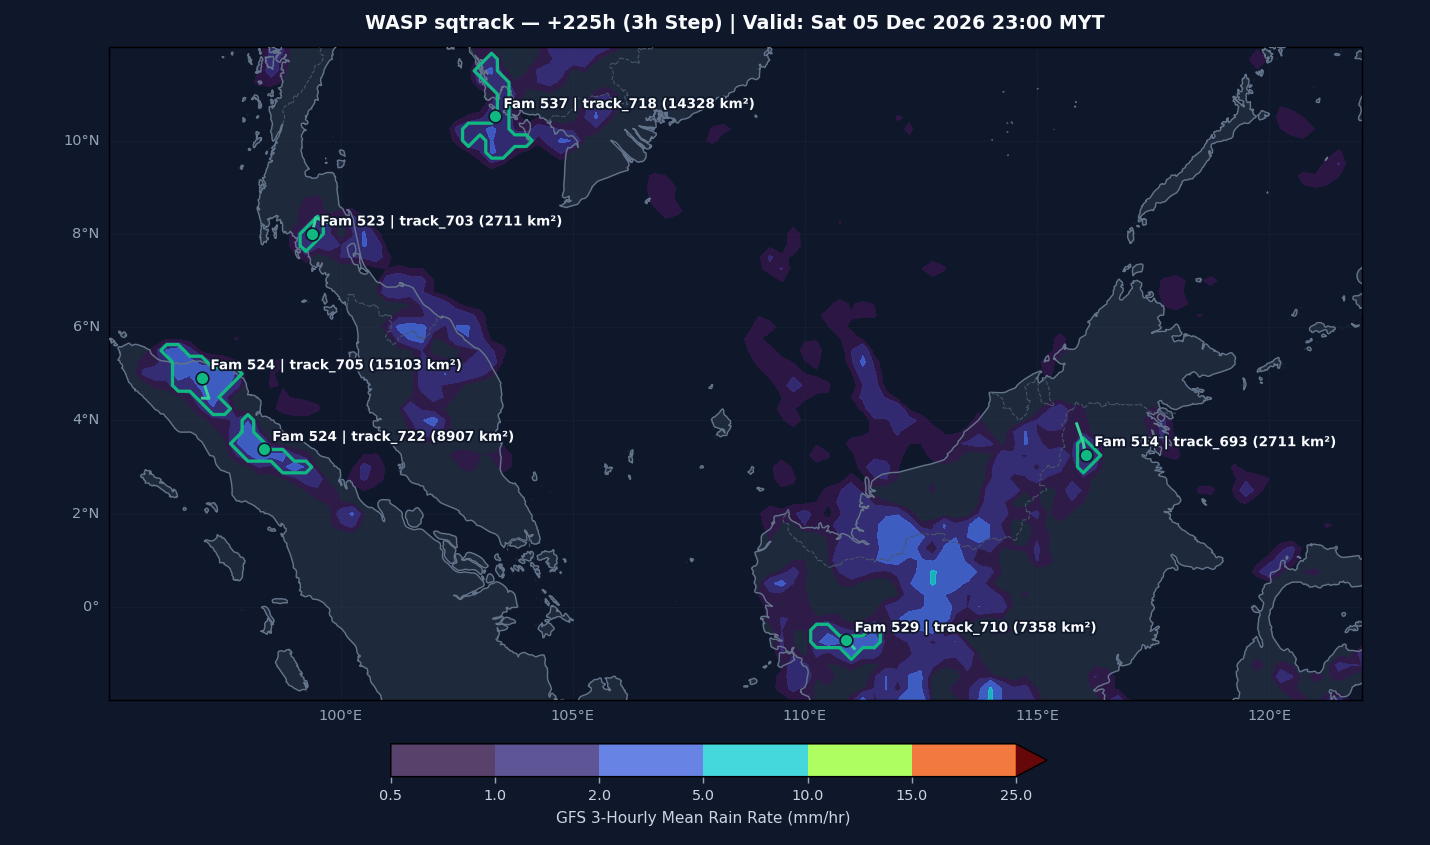 WASP sqtrack — +225h (3h Step) | Valid: Sat 05 Dec 2026 23:00 MYT
Fam 537 | track_718 (14328 km²)
10°N
Fam 523 | track_703 (2711 km²)
8°N
6°N
Fam 524 | track_705 (15103 km²)
4°N
Fam 524 | track_722 (8907 km²)
Fam 514 | track_693 (2711 km²)
2°N
0°
Fam 529 | track_710 (7358 km²)
100°E 105°E 110°E 115°E 120°E
0.5 1.0 2.0 5.0 10.0 15.0 25.0
GFS 3-Hourly Mean Rain Rate (mm/hr)